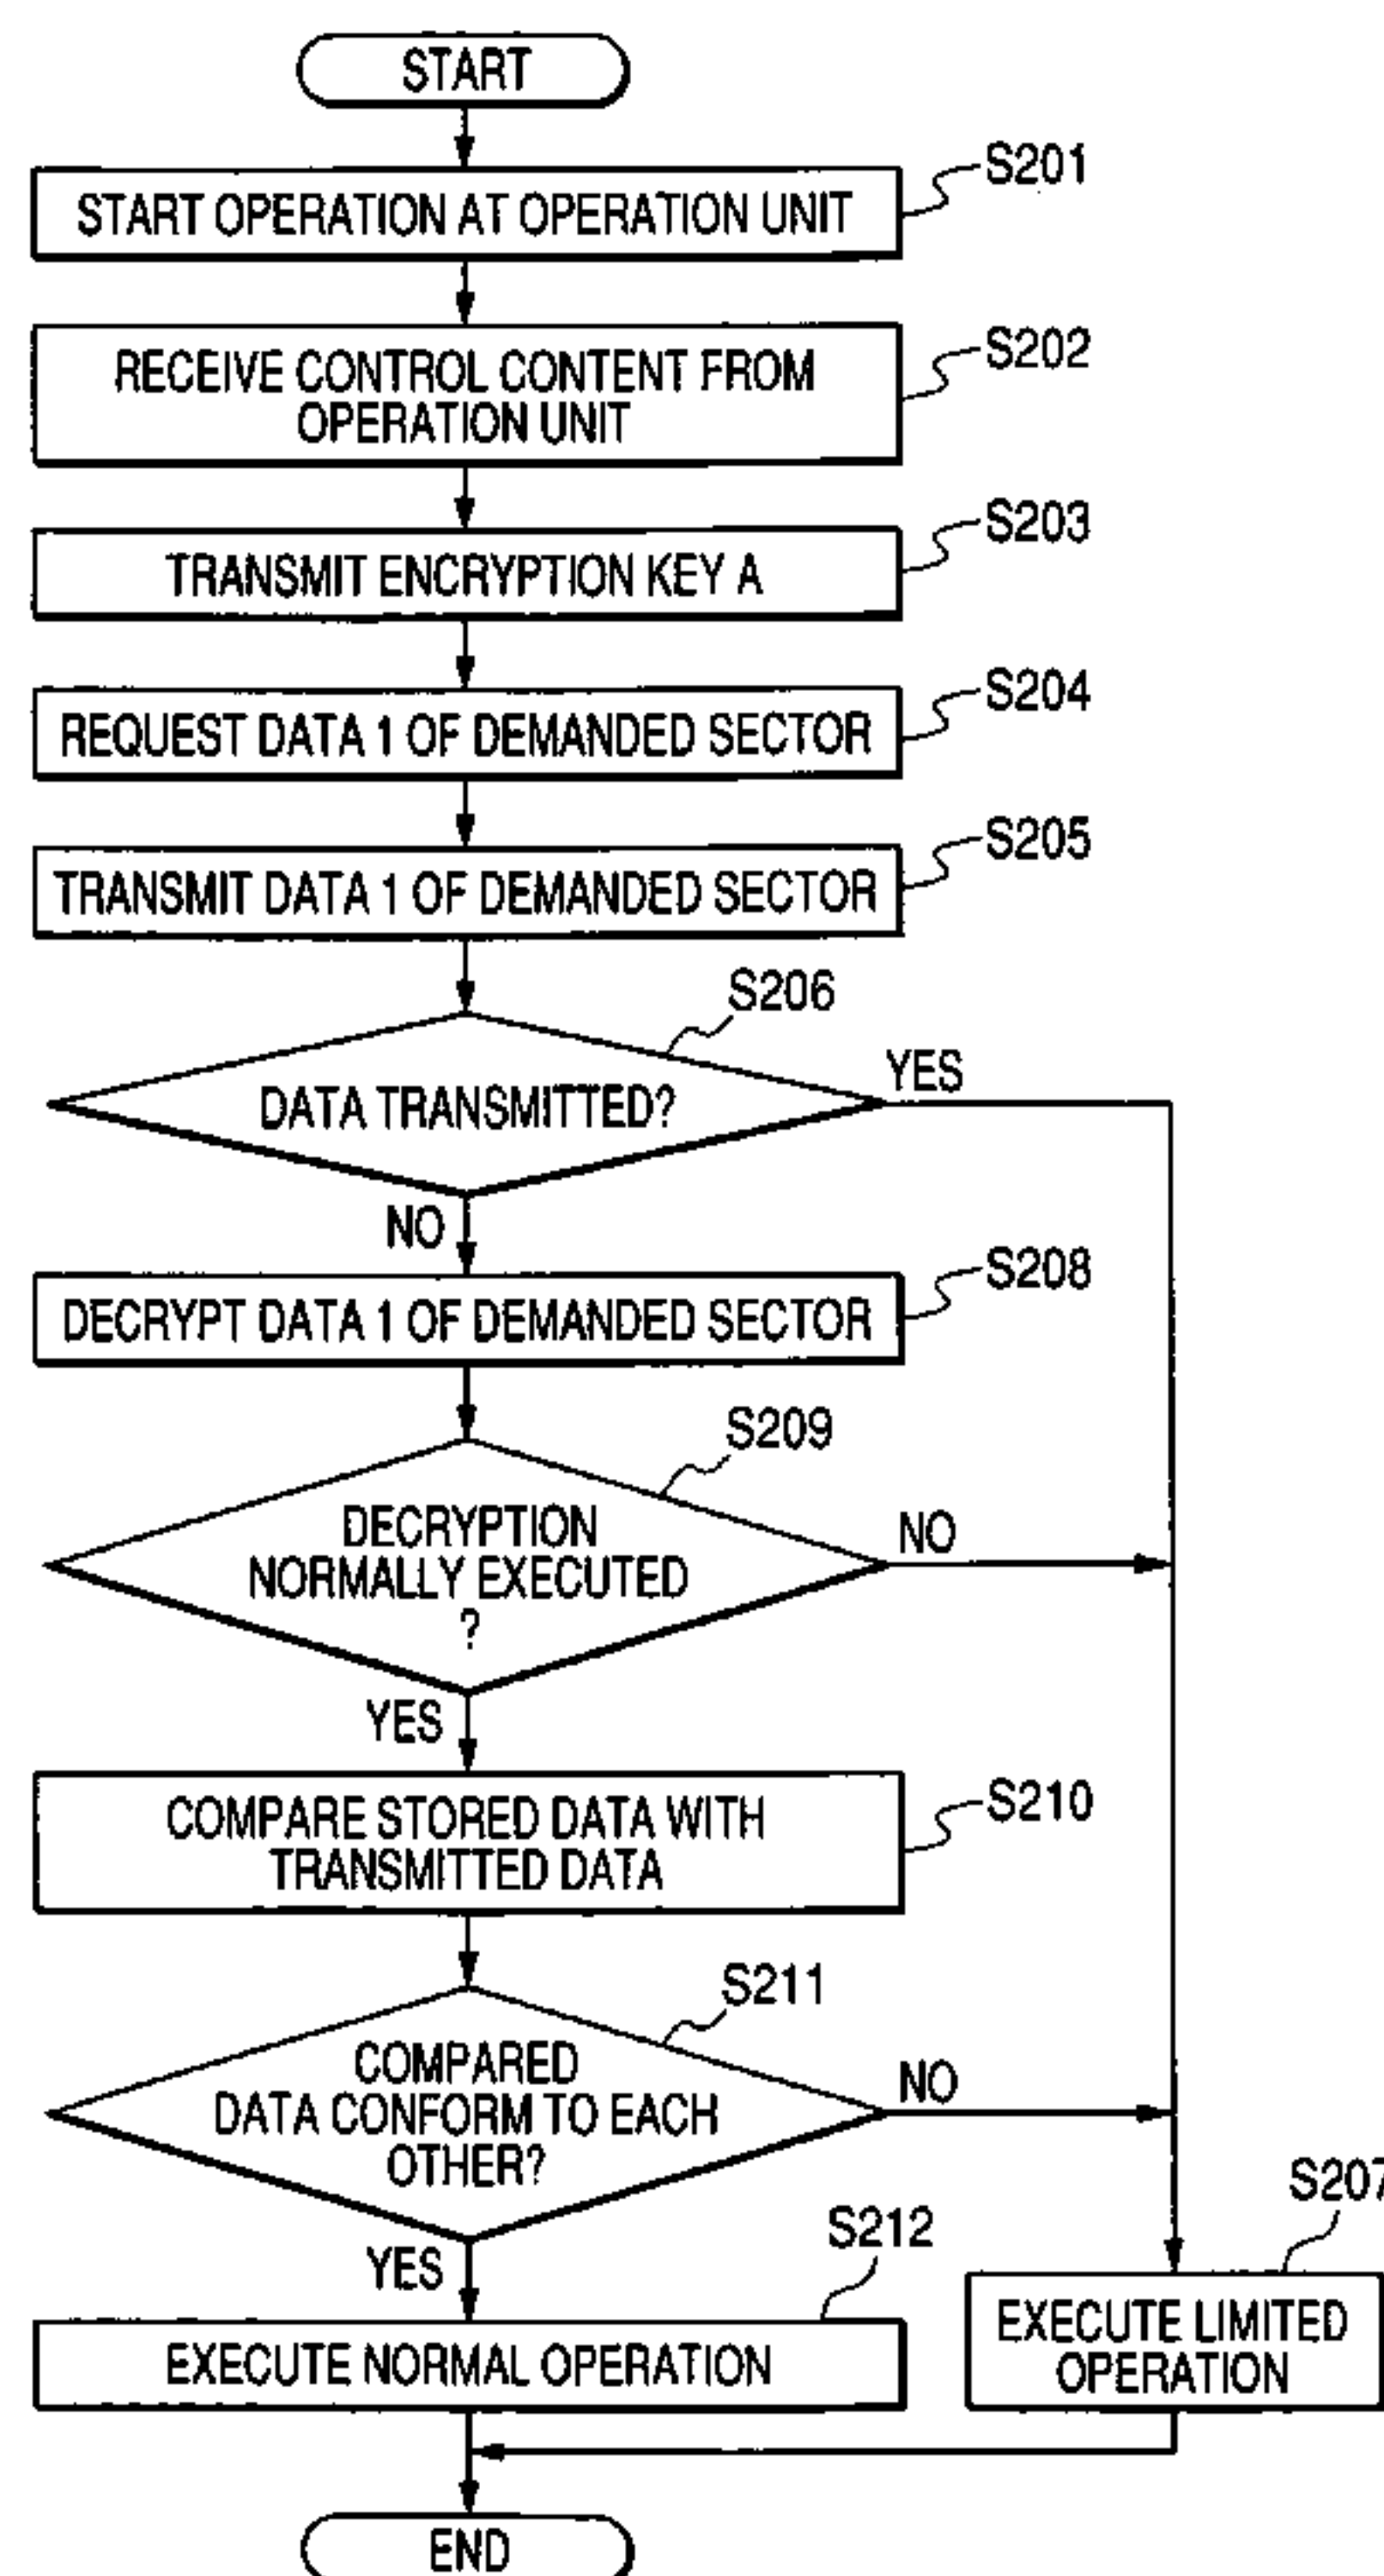 START
START OPERATION AT OPERATION UNIT
S201
RECEIVE CONTROL CONTENT FROM
OPERATION UNIT
S202
TRANSMIT ENCRYPTION KEY A
S203
REQUEST DATA 1 OF DEMANDED SECTOR
S204
TRANSMIT DATA 1 OF DEMANDED SECTOR
S205
S206
DATA TRANSMITTED?
YES
NO
DECRYPT DATA 1 OF DEMANDED SECTOR
S208
S209
DECRYPTION
NORMALLY EXECUTED
?
NO
YES
COMPARE STORED DATA WITH
TRANSMITTED DATA
S210
S211
COMPARED
DATA CONFORM TO EACH
OTHER?
NO
YES
S212
EXECUTE NORMAL OPERATION
S207
EXECUTE LIMITED
OPERATION
END